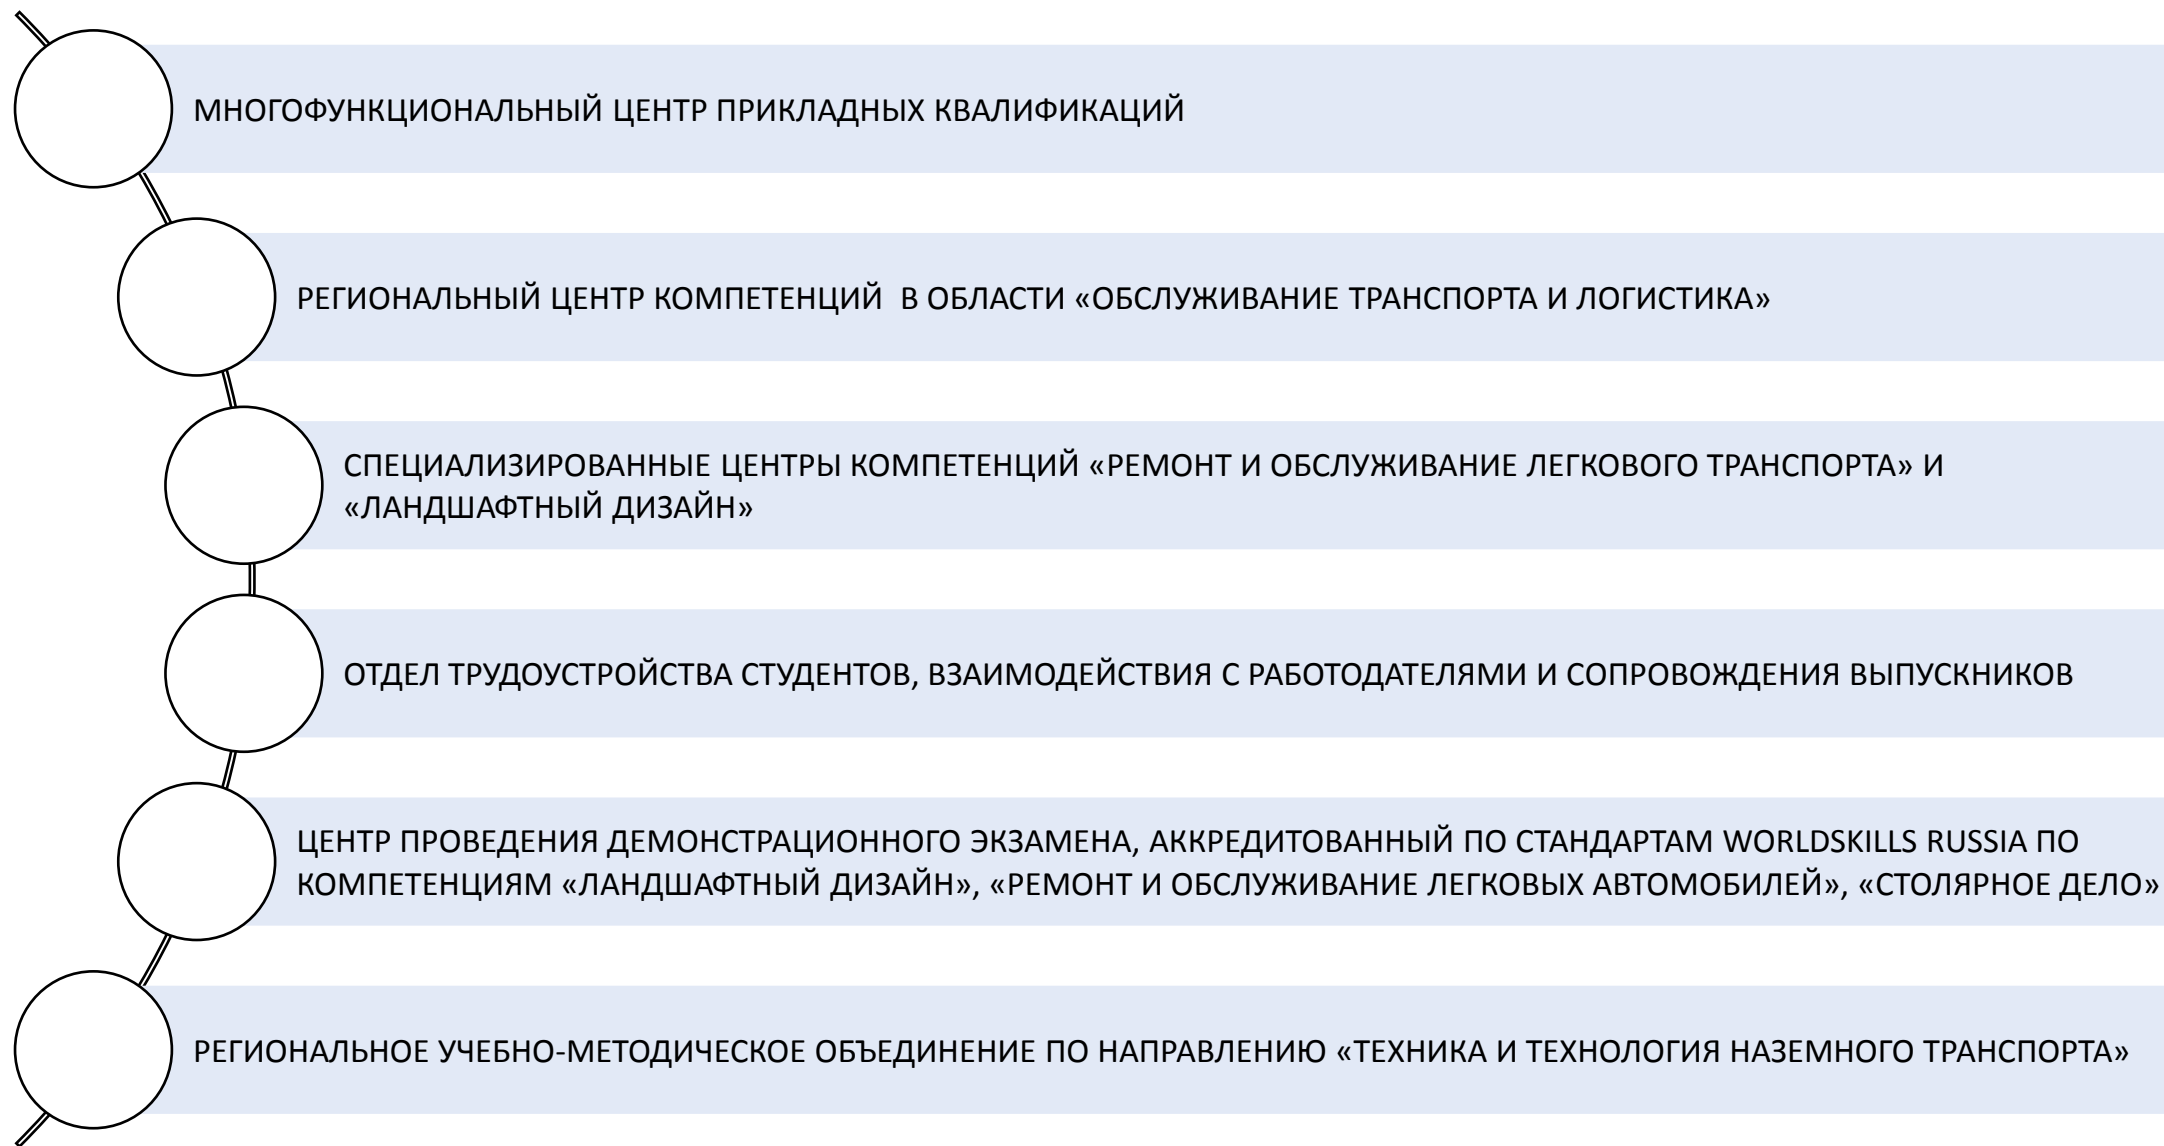 МНОГОФУНКЦИОНАЛЬНЫЙ ЦЕНТР ПРИКЛАДНЫХ КВАЛИФИКАЦИЙ
РЕГИОНАЛЬНЫЙ ЦЕНТР КОМПЕТЕНЦИЙ  В ОБЛАСТИ «ОБСЛУЖИВАНИЕ ТРАНСПОРТА И ЛОГИСТИКА»
СПЕЦИАЛИЗИРОВАННЫЕ ЦЕНТРЫ КОМПЕТЕНЦИЙ «РЕМОНТ И ОБСЛУЖИВАНИЕ ЛЕГКОВОГО ТРАНСПОРТА» И
«ЛАНДШАФТНЫЙ ДИЗАЙН»
ОТДЕЛ ТРУДОУСТРОЙСТВА СТУДЕНТОВ, ВЗАИМОДЕЙСТВИЯ С РАБОТОДАТЕЛЯМИ И СОПРОВОЖДЕНИЯ ВЫПУСКНИКОВ
ЦЕНТР ПРОВЕДЕНИЯ ДЕМОНСТРАЦИОННОГО ЭКЗАМЕНА, АККРЕДИТОВАННЫЙ ПО СТАНДАРТАМ WORLDSKILLS RUSSIA ПО
КОМПЕТЕНЦИЯМ «ЛАНДШАФТНЫЙ ДИЗАЙН», «РЕМОНТ И ОБСЛУЖИВАНИЕ ЛЕГКОВЫХ АВТОМОБИЛЕЙ», «СТОЛЯРНОЕ ДЕЛО»
РЕГИОНАЛЬНОЕ УЧЕБНО-МЕТОДИЧЕСКОЕ ОБЪЕДИНЕНИЕ ПО НАПРАВЛЕНИЮ «ТЕХНИКА И ТЕХНОЛОГИЯ НАЗЕМНОГО ТРАНСПОРТА»